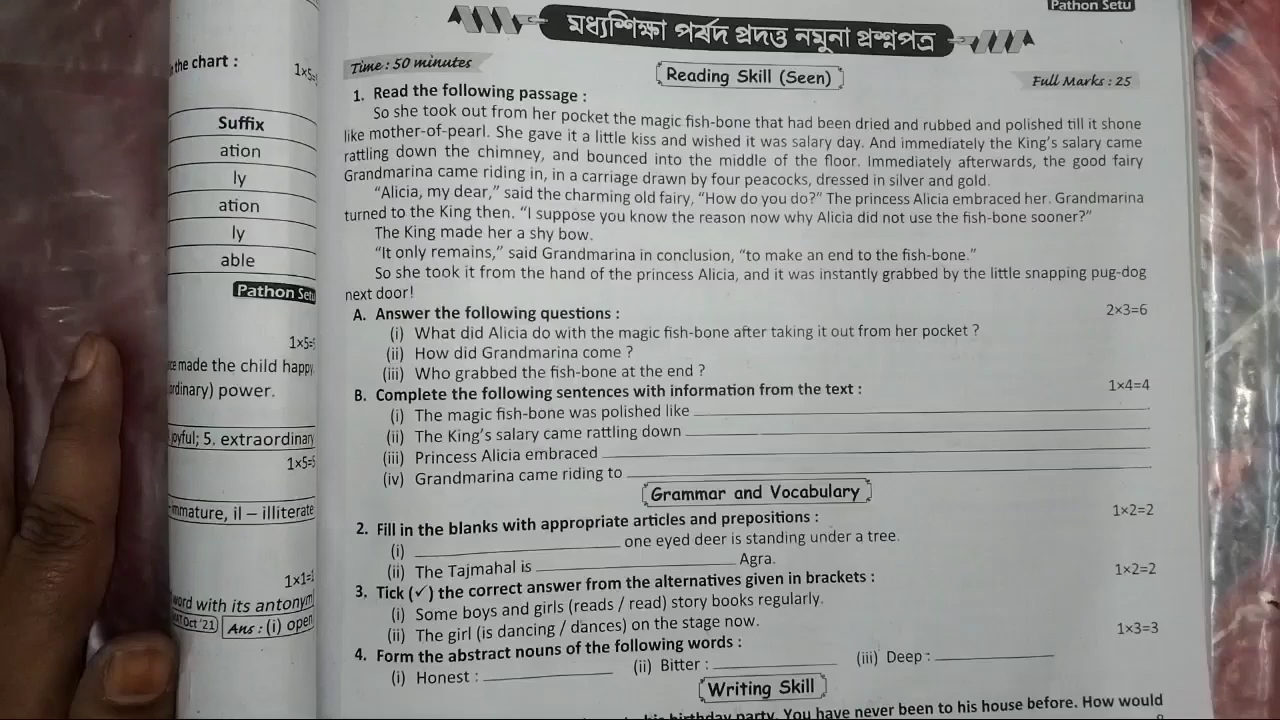 Pathon Setu
মধ্যশিক্ষা পর্ষদ প্রদত্ত নমুনা প্রশ্নপত্র
Time : 50 minutes
Reading Skill (Seen)
Full Marks : 25
1. Read the following passage :
So she took out from her pocket the magic fish-bone that had been dried and rubbed and polished till it shone
like mother-of-pearl. She gave it a little kiss and wished it was salary day. And immediately the King's salary came
rattling down the chimney, and bounced into the middle of the floor. Immediately afterwards, the good fairy
Grandmarina came riding in, in a carriage drawn by four peacocks, dressed in silver and gold.
"Alicia, my dear," said the charming old fairy, "How do you do?" The princess Alicia embraced her. Grandmarina
turned to the King then. "I suppose you know the reason now why Alicia did not use the fish-bone sooner?"
The King made her a shy bow.
"It only remains," said Grandmarina in conclusion, "to make an end to the fish-bone."
So she took it from the hand of the princess Alicia, and it was instantly grabbed by the little snapping pug-dog
next door!
A. Answer the following questions : 2×3=6
(i) What did Alicia do with the magic fish-bone after taking it out from her pocket ?
(ii) How did Grandmarina come ?
(iii) Who grabbed the fish-bone at the end ?
B. Complete the following sentences with information from the text : 1×4=4
(i) The magic fish-bone was polished like
(ii) The King's salary came rattling down
(iii) Princess Alicia embraced
(iv) Grandmarina came riding to
Grammar and Vocabulary
2. Fill in the blanks with appropriate articles and prepositions : 1×2=2
(i) ____ one eyed deer is standing under a tree.
(ii) The Tajmahal is ____ Agra.
3. Tick (✓) the correct answer from the alternatives given in brackets : 1×2=2
(i) Some boys and girls (reads / read) story books regularly.
(ii) The girl (is dancing / dances) on the stage now.
4. Form the abstract nouns of the following words : 1×3=3
(i) Honest : ____ (ii) Bitter : ____ (iii) Deep : ____
Writing Skill
birthday party. You have never been to his house before. How would
the chart :
1×5=
Suffix
ation
ly
ation
ly
able
Pathon Setu
1×5=5
made the child happy.
ordinary) power.
joyful; 5. extraordinary
1×5=5
immature, il – illiterate
1×1=1
word with its antonym
Oct '21] Ans : (i) open